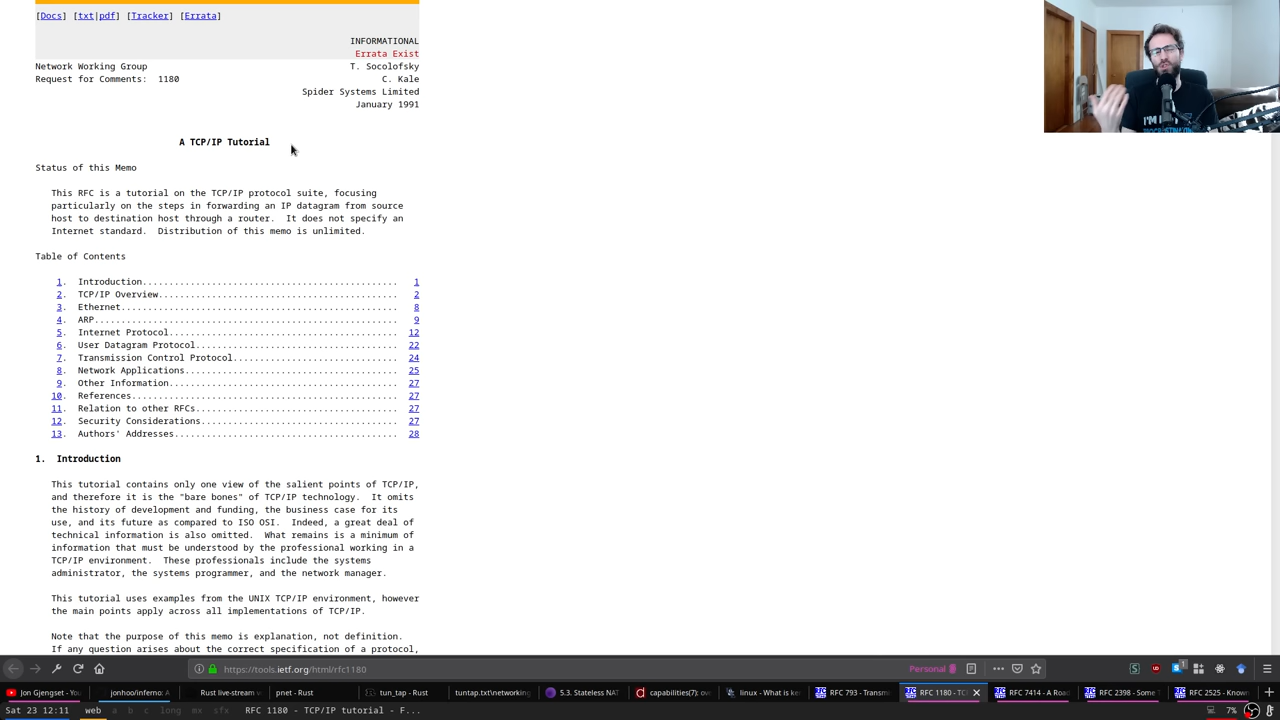 [Docs] [txt|pdf] [Tracker] [Errata]
INFORMATIONAL
Errata Exist
Network Working Group                                    T. Socolofsky
Request for Comments:  1180                                    C. Kale
Spider Systems Limited
January 1991
A TCP/IP Tutorial
Status of this Memo
This RFC is a tutorial on the TCP/IP protocol suite, focusing
particularly on the steps in forwarding an IP datagram from source
host to destination host through a router.  It does not specify an
Internet standard.  Distribution of this memo is unlimited.
Table of Contents
1.  Introduction................................................ 1
2.  TCP/IP Overview............................................. 2
3.  Ethernet.................................................... 8
4.  ARP......................................................... 9
5.  Internet Protocol.......................................... 12
6.  User Datagram Protocol..................................... 22
7.  Transmission Control Protocol.............................. 24
8.  Network Applications....................................... 25
9.  Other Information.......................................... 27
10.  References................................................ 27
11.  Relation to other RFCs.................................... 27
12.  Security Considerations................................... 27
13.  Authors' Addresses........................................ 28
1.  Introduction
This tutorial contains only one view of the salient points of TCP/IP,
and therefore it is the "bare bones" of TCP/IP technology.  It omits
the history of development and funding, the business case for its
use, and its future as compared to ISO OSI.  Indeed, a great deal of
technical information is also omitted.  What remains is a minimum of
information that must be understood by the professional working in a
TCP/IP environment.  These professionals include the systems
administrator, the systems programmer, and the network manager.
This tutorial uses examples from the UNIX TCP/IP environment, however
the main points apply across all implementations of TCP/IP.
Note that the purpose of this memo is explanation, not definition.
If any question arises about the correct specification of a protocol,
https://tools.ietf.org/html/rfc1180 Personal
Jon Gjengset - You jonhoo/inferno: Rust live-stream pnet - Rust tun_tap - Rust tuntap.txt\networking 5.3. Stateless NAT capabilities(7): ov linux - What is ke RFC 793 - Transm RFC 1180 - TC RFC 7414 - A Road RFC 2398 - Some RFC 2525 - Known
Sat 23 12:11 web a b c long mx sfx RFC 1180 - TCP/IP tutorial - F... 7%